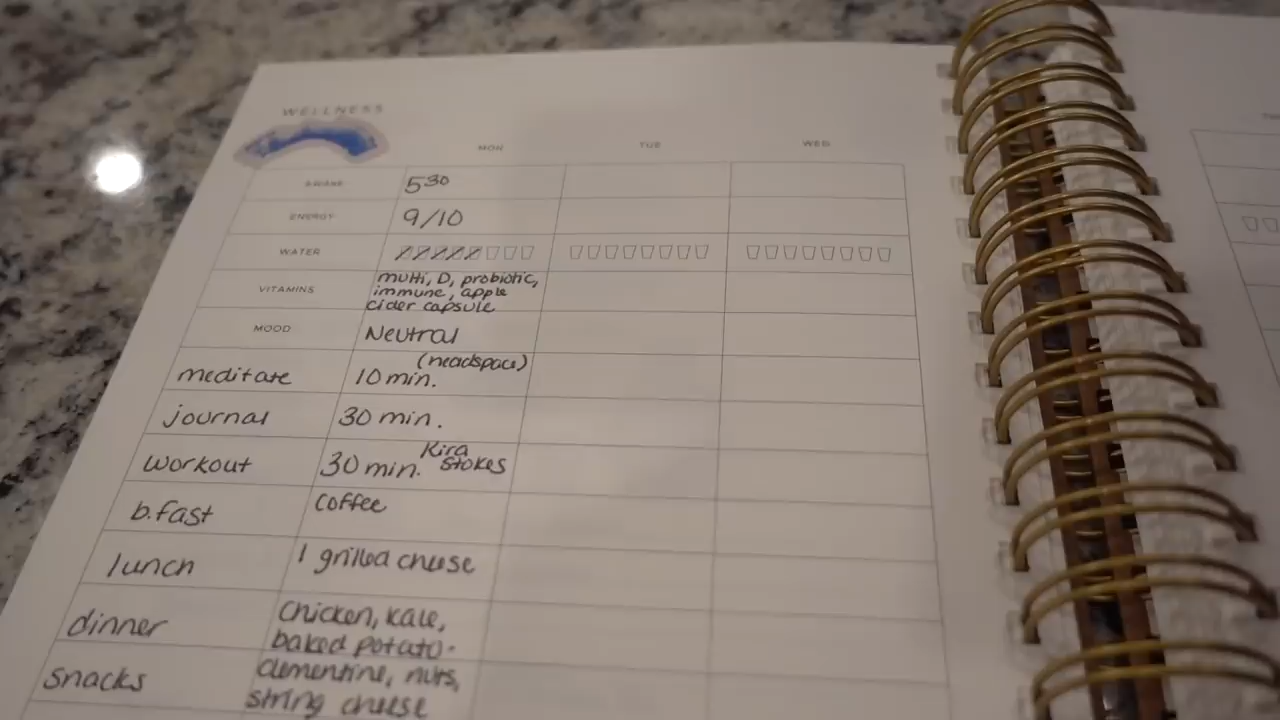 WELLNESS
MON TUE WED
AWAKE 5³⁰
ENERGY 9/10
WATER
VITAMINS multi, D, probiotic,
immune, apple
cider capsule
MOOD Neutral
meditate 10 min. (headspace)
journal 30 min.
workout 30 min. Kira
Stokes
b.fast coffee
lunch 1 grilled cheese
dinner chicken, kale,
baked potato.
snacks clementine, nuts,
string cheese